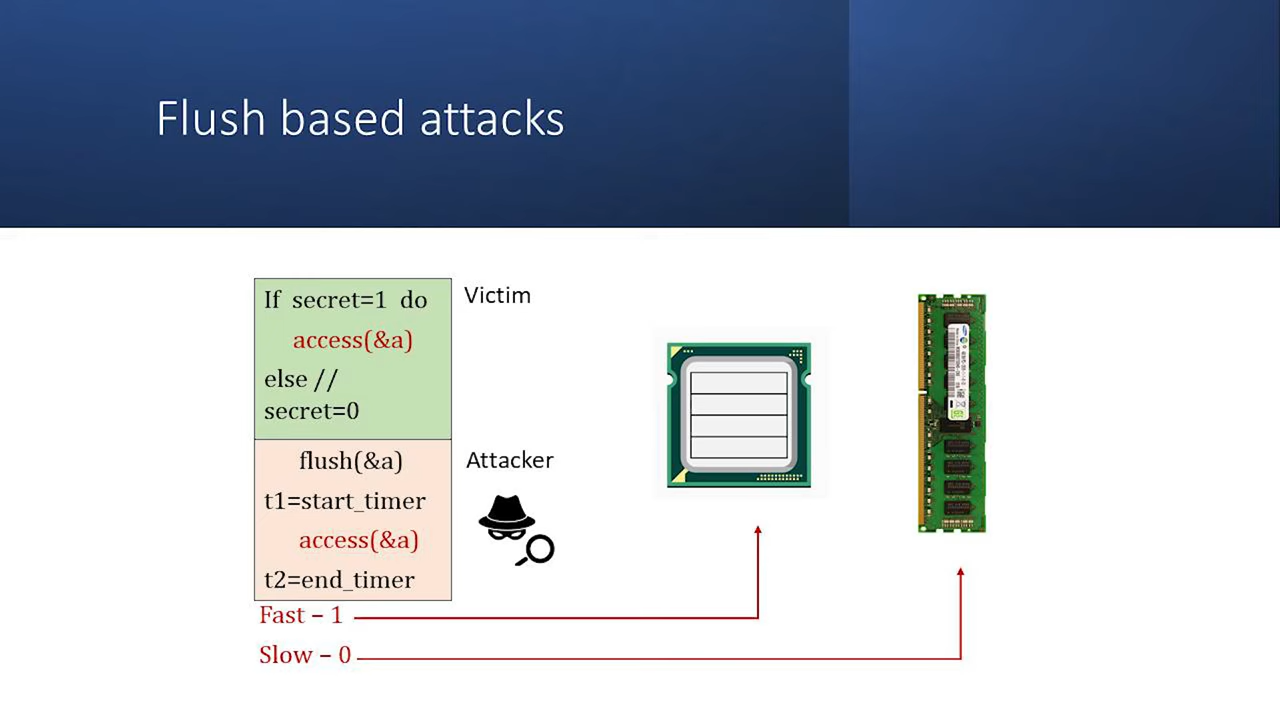 Flush based attacks
If secret=1 do
access(&a)
else //
secret=0
Victim
flush(&a)
t1=start_timer
access(&a)
t2=end_timer
Attacker
Fast – 1
Slow – 0